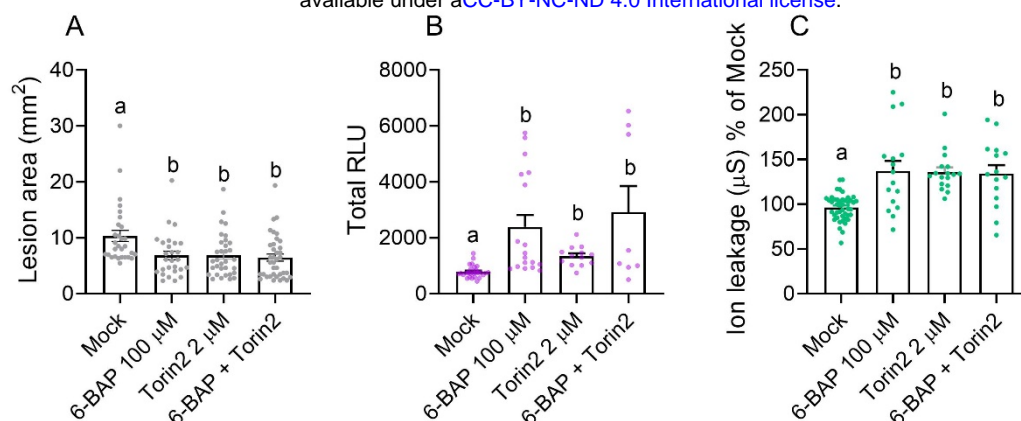 available under aCC-BY-NC-ND 4.0 International license.
A
Lesion area (mm²)
40
30
20
10
0
a
b
b
b
Mock
6-BAP 100 µM
Torin2 2 µM
6-BAP + Torin2
B
Total RLU
8000
6000
4000
2000
0
a
b
b
b
Mock
6-BAP 100 µM
Torin2 2 µM
6-BAP + Torin2
C
Ion leakage (µS) % of Mock
250
200
150
100
50
0
a
b
b
b
Mock
6-BAP 100 µM
Torin2 2 µM
6-BAP + Torin2